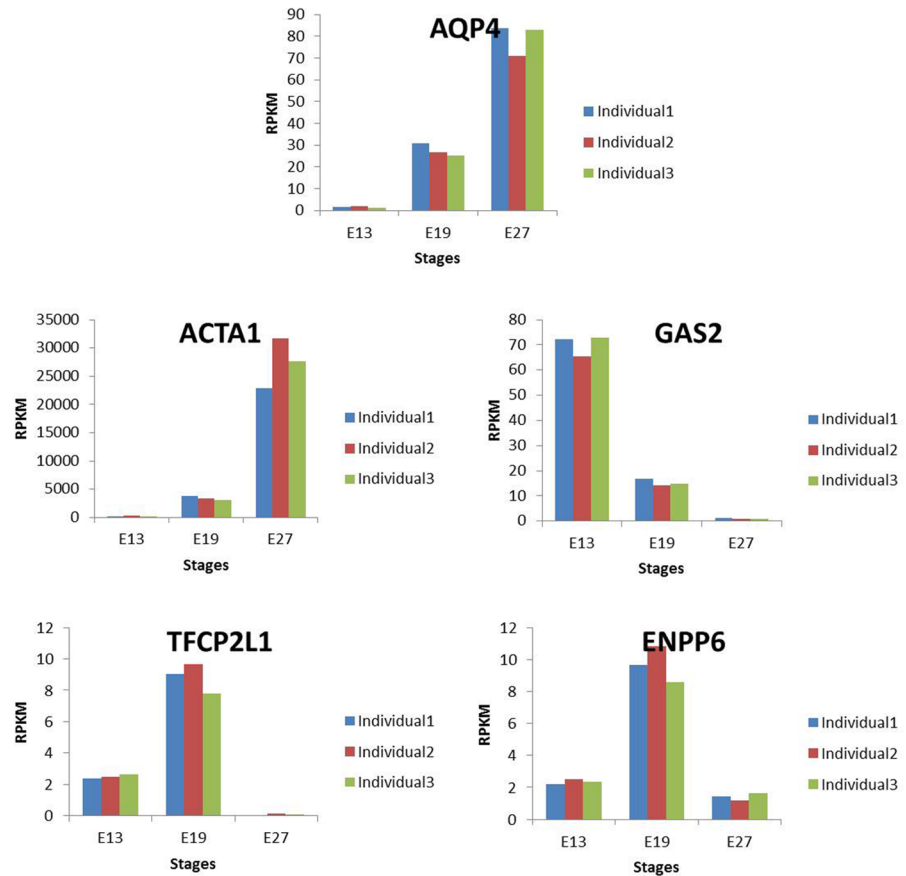 AQP4
90
80
70
60
50
40
30
20
10
0
RPKM
E13 E19 E27
Stages
Individual1
Individual2
Individual3
ACTA1
35000
30000
25000
20000
15000
10000
5000
0
RPKM
E13 E19 E27
Stages
Individual1
Individual2
Individual3
GAS2
80
70
60
50
40
30
20
10
0
RPKM
E13 E19 E27
Stages
Individual1
Individual2
Individual3
TFCP2L1
12
10
8
6
4
2
0
RPKM
E13 E19 E27
Stages
Individual1
Individual2
Individual3
ENPP6
12
10
8
6
4
2
0
RPKM
E13 E19 E27
Stages
Individual1
Individual2
Individual3